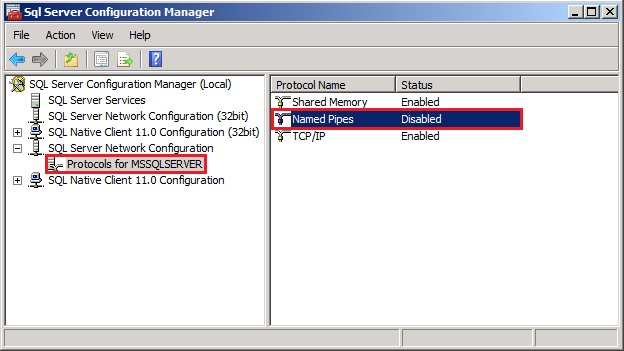 Sql Server Configuration Manager
File Action View Help
SQL Server Configuration Manager (Local)
SQL Server Services
SQL Server Network Configuration (32bit)
SQL Native Client 11.0 Configuration (32bit)
SQL Server Network Configuration
Protocols for MSSQLSERVER
SQL Native Client 11.0 Configuration
Protocol Name Status
Shared Memory Enabled
Named Pipes Disabled
TCP/IP Enabled